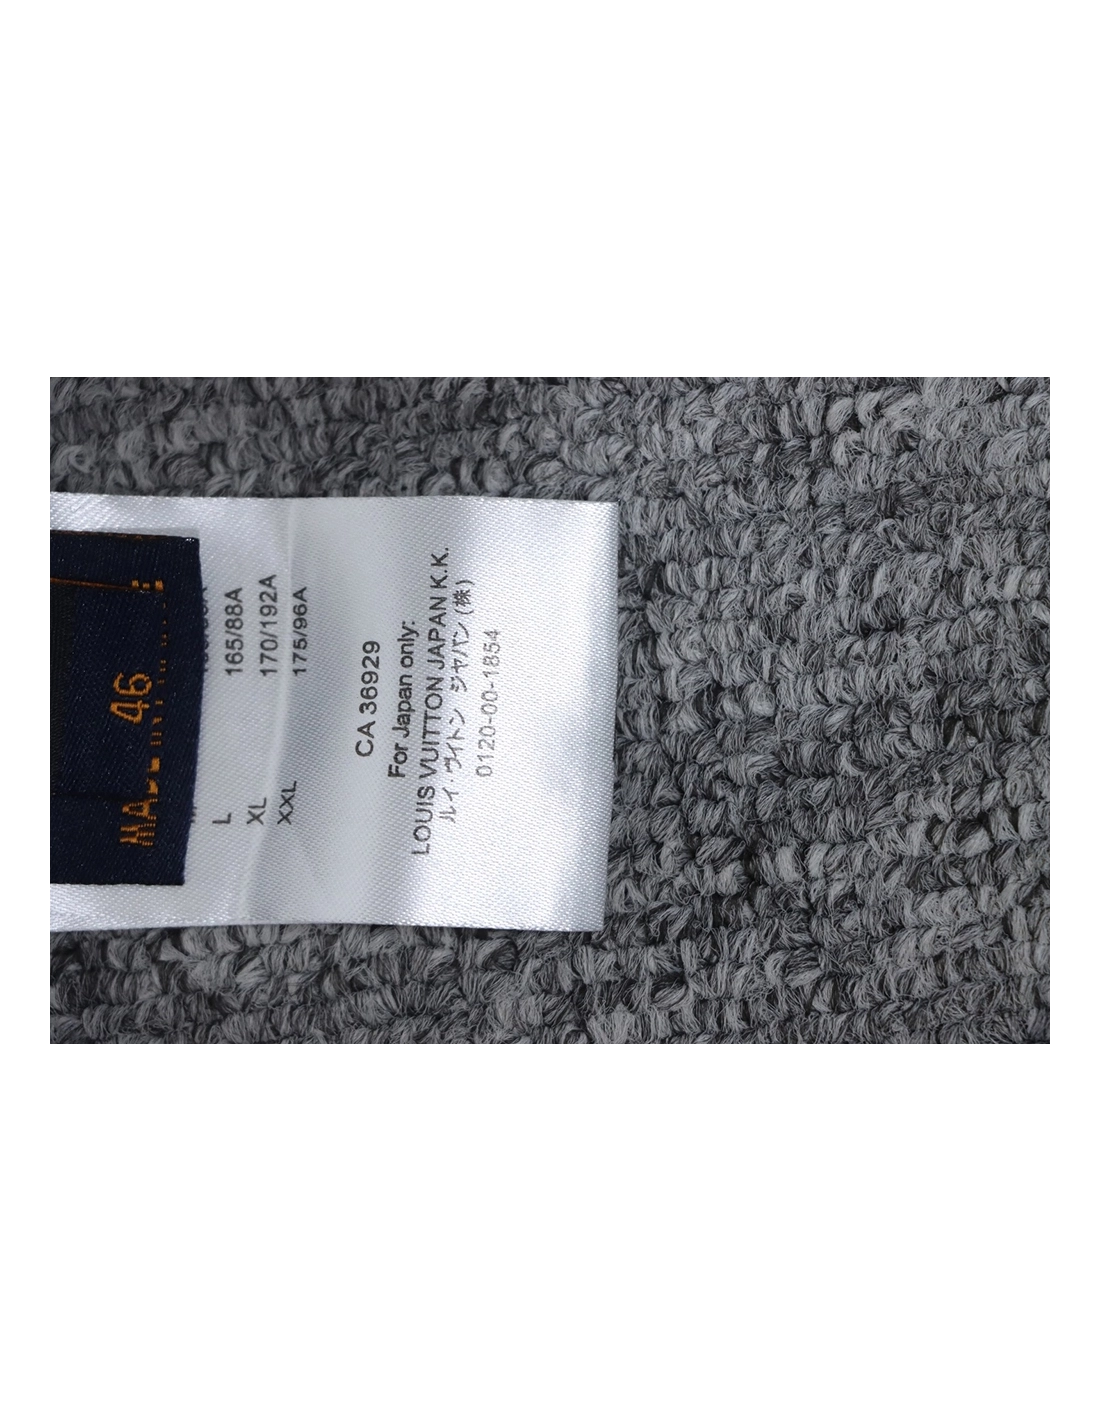 46
L 165/88A
XL 170/192A
XXL 175/96A
CA 36929
For Japan only:
LOUIS VUITTON JAPAN K.K.
ルイ・ヴィトン ジャパン(株)
0120-00-1854